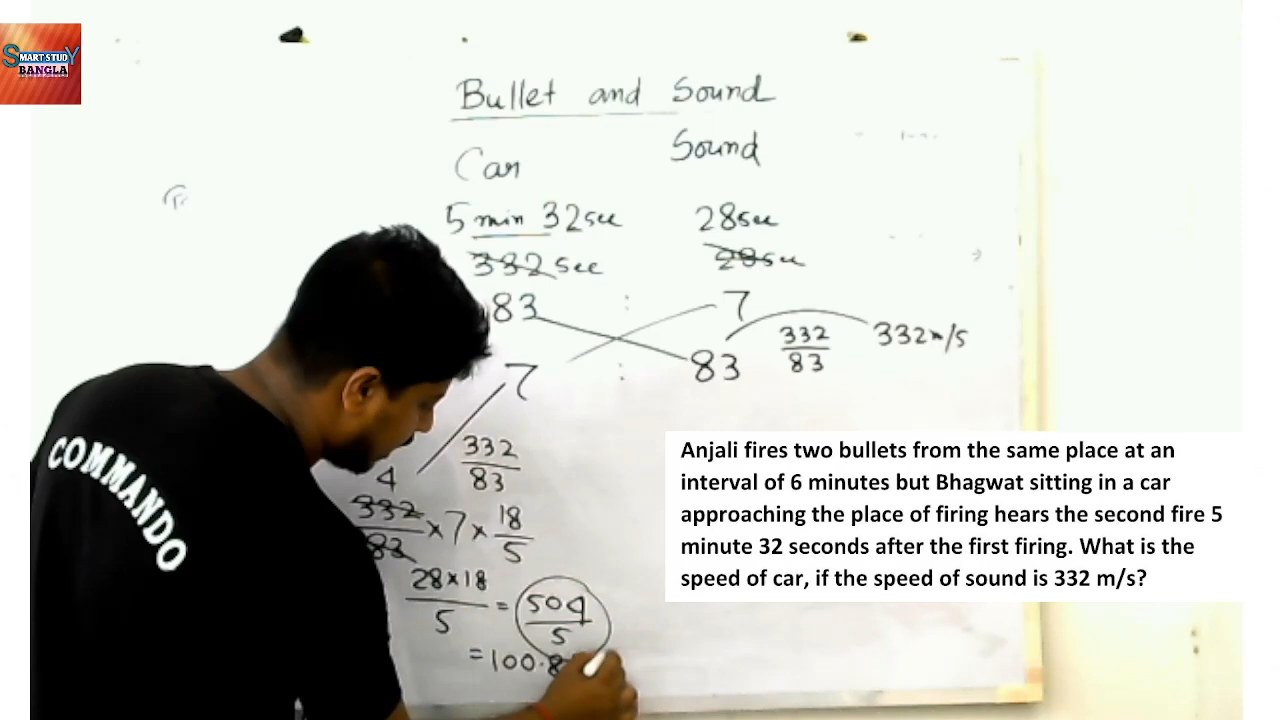 SMART STUDY
BANGLA
Bullet and Sound
Car Sound
5 min 32 sec 28 sec
332 sec 28 sec
83 : 7
7 : 83 332/83 332 m/s
332/83
4
332/83 × 7 × 18/5
28×18/5 = 504/5
= 100.8
COMMANDO
Anjali fires two bullets from the same place at an
interval of 6 minutes but Bhagwat sitting in a car
approaching the place of firing hears the second fire 5
minute 32 seconds after the first firing. What is the
speed of car, if the speed of sound is 332 m/s?